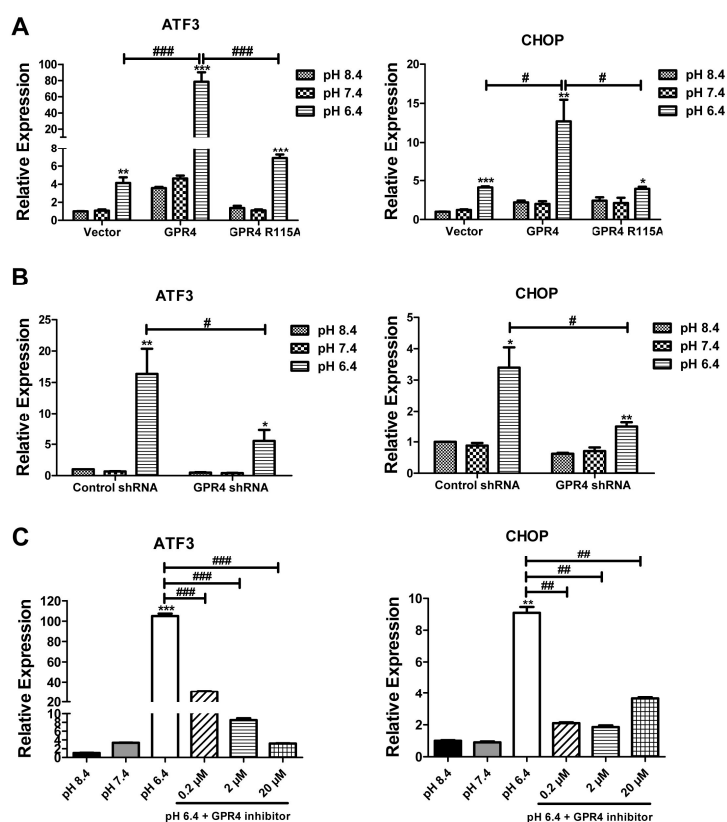 A
ATF3
###
###
***
**
***
Relative Expression
100
80
60
40
20
8
6
4
2
0
Vector
GPR4
GPR4 R115A
pH 8.4
pH 7.4
pH 6.4
CHOP
#
#
***
**
*
Relative Expression
20
15
10
5
0
Vector
GPR4
GPR4 R115A
pH 8.4
pH 7.4
pH 6.4
B
ATF3
#
**
*
Relative Expression
25
20
15
10
5
0
Control shRNA
GPR4 shRNA
pH 8.4
pH 7.4
pH 6.4
CHOP
#
*
**
Relative Expression
5
4
3
2
1
0
Control shRNA
GPR4 shRNA
pH 8.4
pH 7.4
pH 6.4
C
ATF3
###
###
###
***
Relative Expression
120
100
80
60
40
20
10
8
6
4
2
0
pH 8.4
pH 7.4
pH 6.4
0.2 µM
2 µM
20 µM
pH 6.4 + GPR4 inhibitor
CHOP
##
##
##
**
Relative Expression
10
8
6
4
2
0
pH 8.4
pH 7.4
pH 6.4
0.2 µM
2 µM
20 µM
pH 6.4 + GPR4 inhibitor